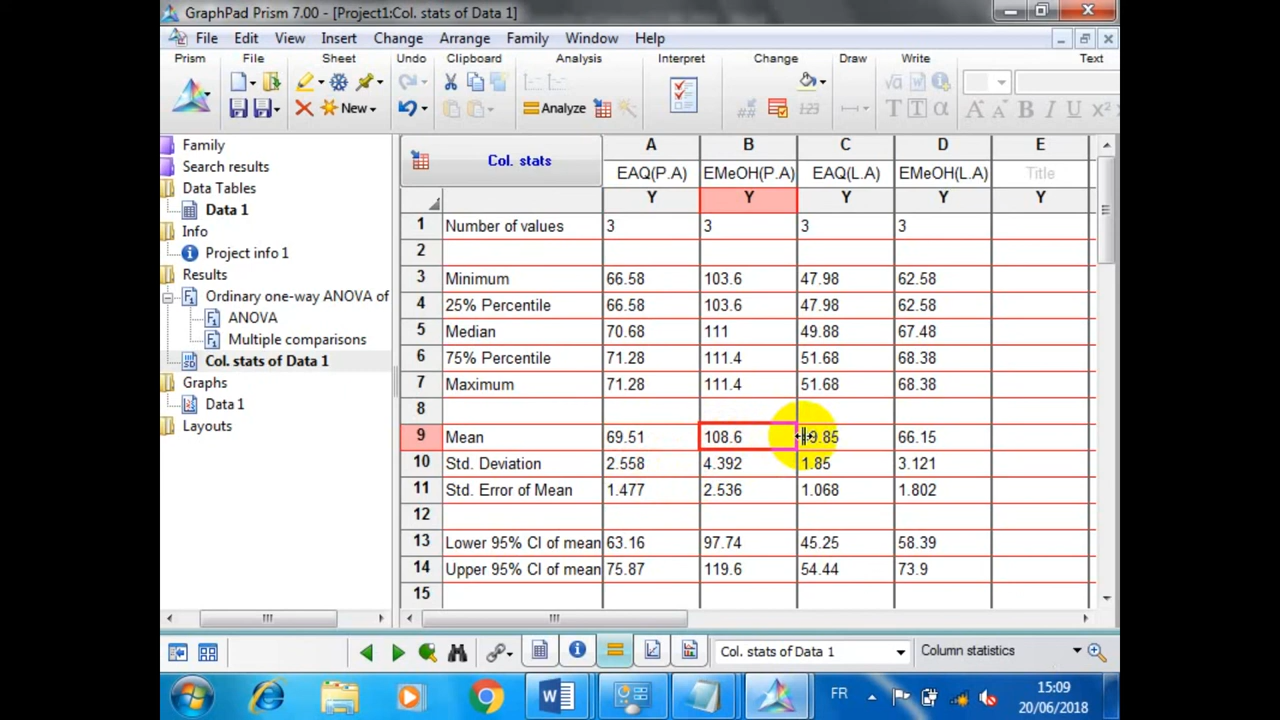 GraphPad Prism 7.00 - [Project1:Col. stats of Data 1]
File Edit View Insert Change Arrange Family Window Help
Prism File Sheet Undo Clipboard Analysis Interpret Change Draw Write Text
New Analyze
Family
Search results
Data Tables
Data 1
Info
Project info 1
Results
Ordinary one-way ANOVA of
ANOVA
Multiple comparisons
Col. stats of Data 1
Graphs
Data 1
Layouts
Col. stats A B C D E
EAQ(P.A) EMeOH(P.A) EAQ(L.A) EMeOH(L.A) Title
Y Y Y Y Y
1 Number of values 3 3 3 3
2
3 Minimum 66.58 103.6 47.98 62.58
4 25% Percentile 66.58 103.6 47.98 62.58
5 Median 70.68 111 49.88 67.48
6 75% Percentile 71.28 111.4 51.68 68.38
7 Maximum 71.28 111.4 51.68 68.38
8
9 Mean 69.51 108.6 9.85 66.15
10 Std. Deviation 2.558 4.392 1.85 3.121
11 Std. Error of Mean 1.477 2.536 1.068 1.802
12
13 Lower 95% CI of mean 63.16 97.74 45.25 58.39
14 Upper 95% CI of mean 75.87 119.6 54.44 73.9
15
Col. stats of Data 1 Column statistics
FR 15:09
20/06/2018